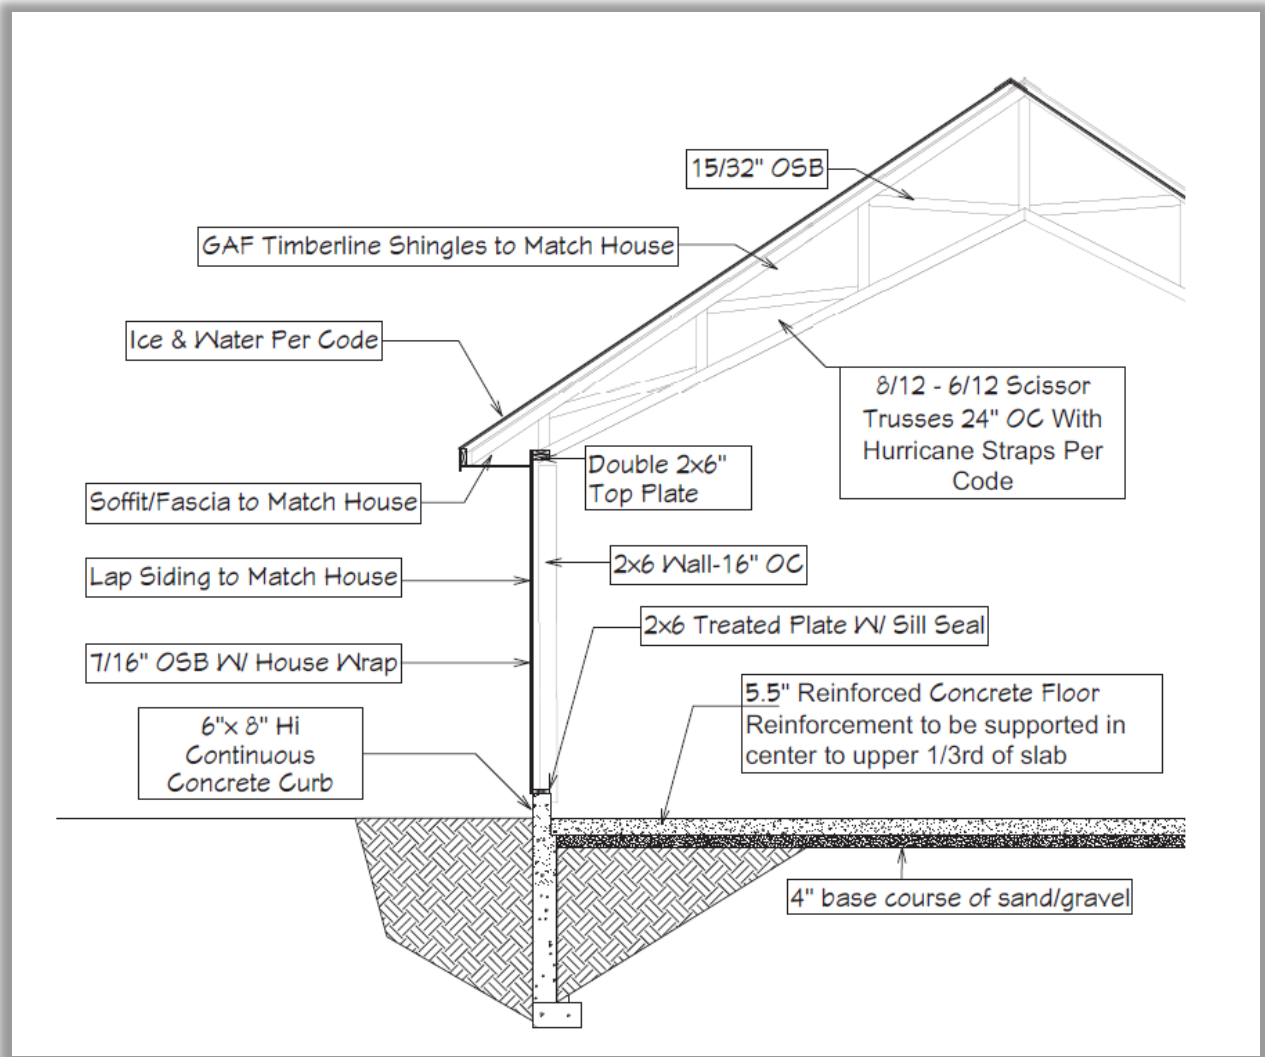 15/32" OSB
GAF Timberline Shingles to Match House
Ice & Water Per Code
8/12 - 6/12 Scissor
Trusses 24" OC With
Hurricane Straps Per
Code
Double 2x6"
Top Plate
Soffit/Fascia to Match House
2x6 Wall-16" OC
Lap Siding to Match House
2x6 Treated Plate W/ Sill Seal
7/16" OSB W/ House Wrap
5.5" Reinforced Concrete Floor
Reinforcement to be supported in
center to upper 1/3rd of slab
6"x 8" Hi
Continuous
Concrete Curb
4" base course of sand/gravel